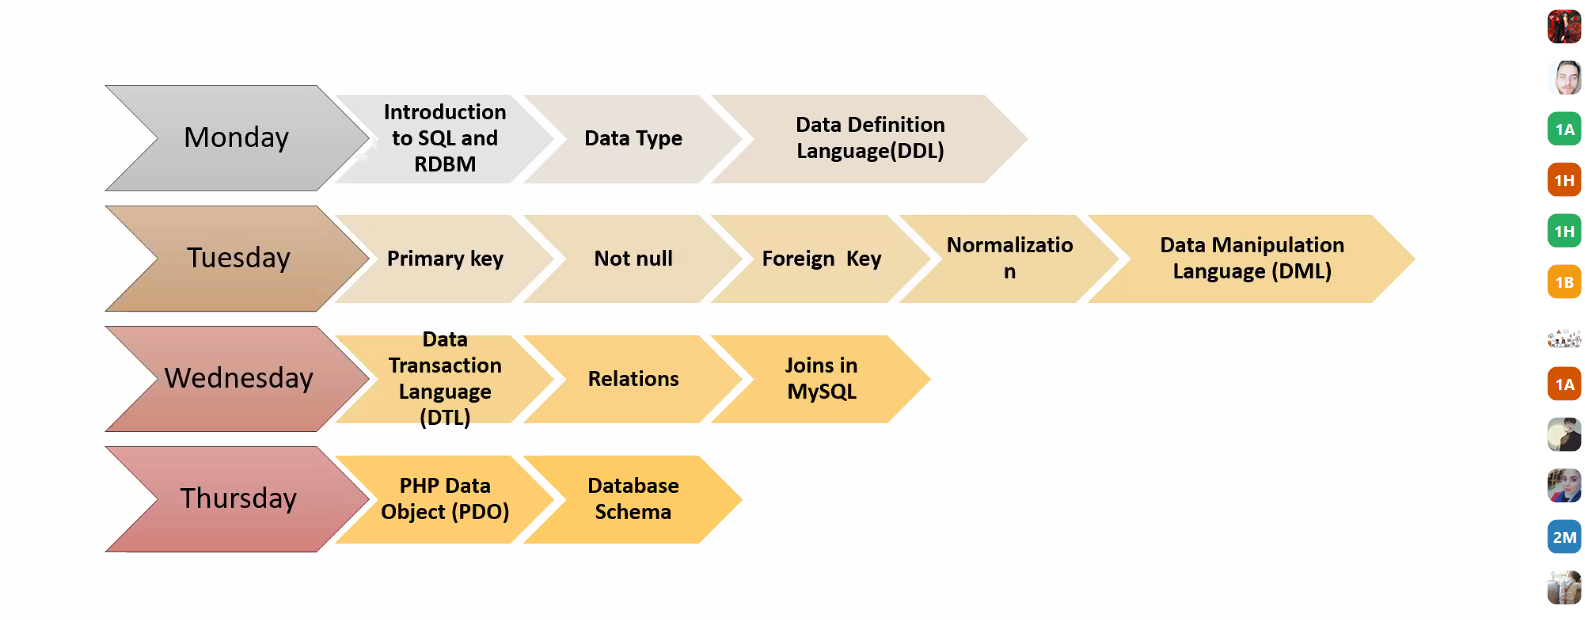 Monday
Introduction
to SQL and
RDBM
Data Type
Data Definition
Language(DDL)
Tuesday
Primary key
Not null
Foreign Key
Normalizatio
n
Data Manipulation
Language (DML)
Wednesday
Data
Transaction
Language
(DTL)
Relations
Joins in
MySQL
Thursday
PHP Data
Object (PDO)
Database
Schema
1A
1H
1H
1B
1A
2M